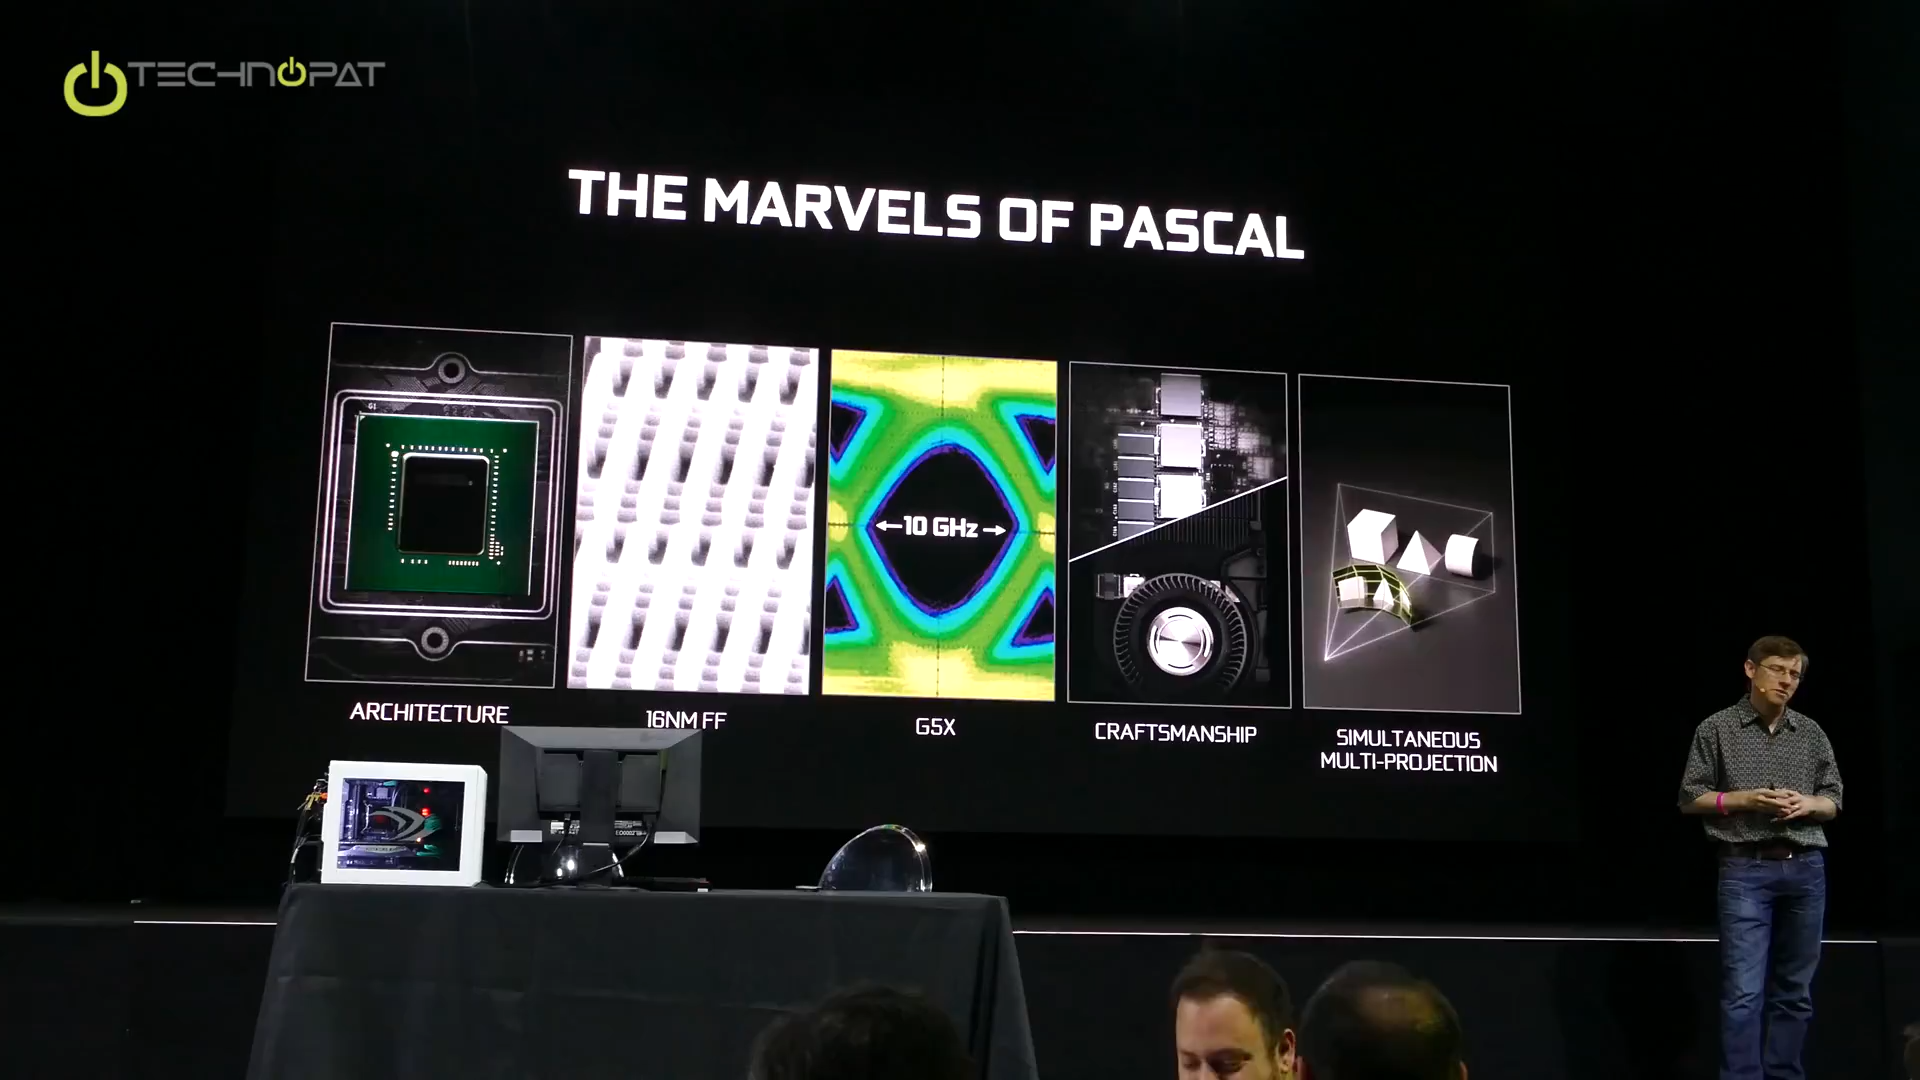 TECHNOPAT
THE MARVELS OF PASCAL
10 GHz
ARCHITECTURE
16NM FF
G5X
CRAFTSMANSHIP
SIMULTANEOUS
MULTI-PROJECTION